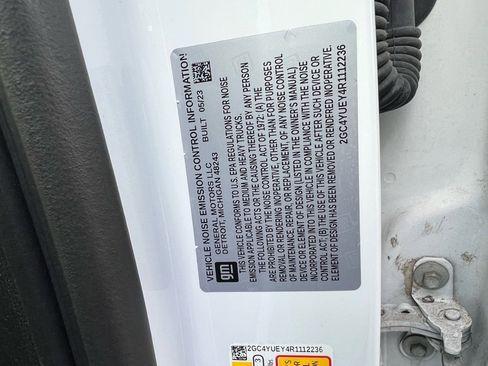 VEHICLE NOISE EMISSION CONTROL INFORMATION
GENERAL MOTORS LLC BUILT 05/23
DETROIT, MICHIGAN 48243
THIS VEHICLE CONFORMS TO U.S. EPA REGULATIONS FOR NOISE
EMISSION APPLICABLE TO MEDIUM AND HEAVY TRUCKS.
THE FOLLOWING ACTS OR THE CAUSING THEREOF BY ANY PERSON
ARE PROHIBITED BY THE NOISE CONTROL ACT OF 1972: (A) THE
REMOVAL OR RENDERING INOPERATIVE, OTHER THAN FOR PURPOSES
OF MAINTENANCE, REPAIR, OR REPLACEMENT, OF ANY NOISE CONTROL
DEVICE OR ELEMENT OF DESIGN (LISTED IN THE OWNER'S MANUAL)
INCORPORATED INTO THIS VEHICLE IN COMPLIANCE WITH THE NOISE
CONTROL ACT; (B) THE USE OF THIS VEHICLE AFTER SUCH DEVICE OR
ELEMENT OF DESIGN HAS BEEN REMOVED OR RENDERED INOPERATIVE.
2GC4YUEY4R1112236
gm
2GC4YUEY4R1112236